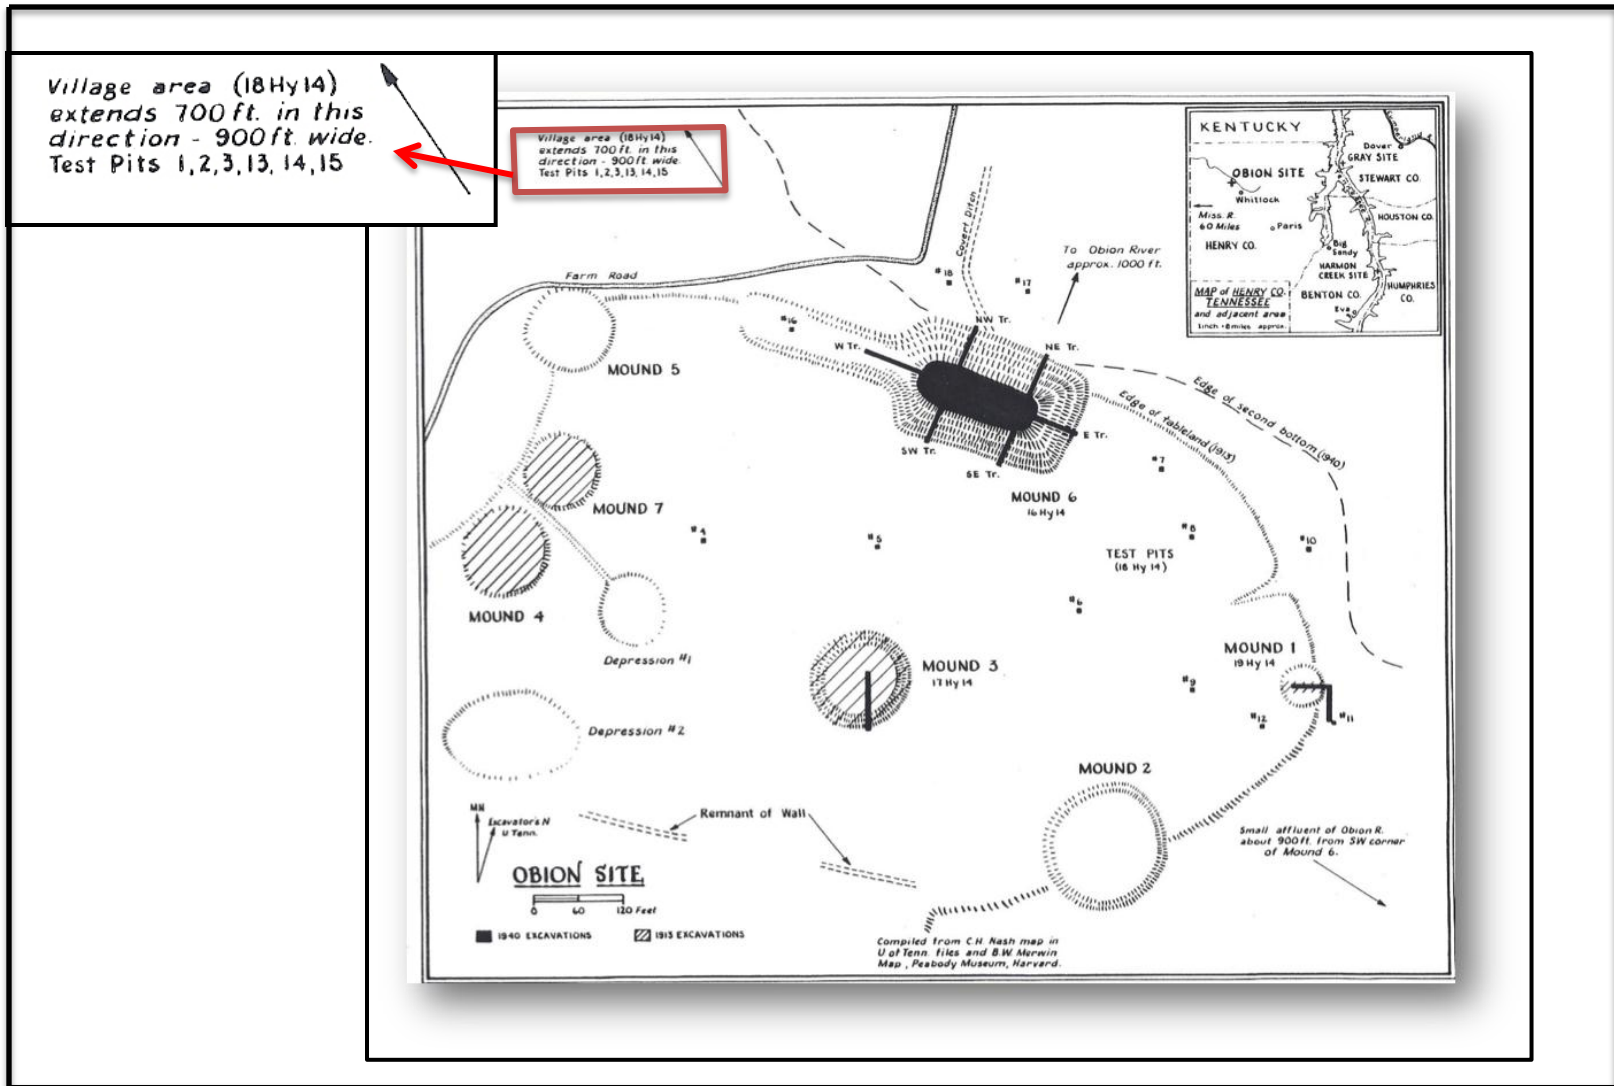 Village area (18Hy14)
extends 700 ft. in this
direction - 900 ft. wide.
Test Pits 1,2,3,13,14,15
Village area (18Hy14)
extends 700 ft. in this
direction - 900 ft. wide
Test Pits 1,2,3,13,14,15
KENTUCKY
Dover
GRAY SITE
OBION SITE
STEWART CO.
Whitlock
Miss. R.
60 Miles
Paris
HOUSTON CO.
HENRY CO.
Big
Sandy
HARMON
CREEK SITE
HUMPHRIES
CO.
BENTON CO.
Eva
MAP of HENRY CO.
TENNESSEE
and adjacent area
1 inch = 8 miles approx.
Covert Ditch
To Obion River
approx. 1000 ft.
Farm Road
#18
#17
#16
NW Tr.
W Tr.
NE Tr.
MOUND 5
Edge of second bottom (1940)
Edge of tableland (1913)
E Tr.
SW Tr.
SE Tr.
#7
MOUND 6
16 Hy 14
MOUND 7
#4
#5
#8
#10
TEST PITS
(18 Hy 14)
MOUND 4
#6
Depression #1
MOUND 3
17 Hy 14
MOUND 1
19 Hy 14
#9
#12
#11
Depression #2
MOUND 2
MN
Excavator's N
U Tenn.
Remnant of Wall
Small affluent of Obion R.
about 900 ft. from SW corner
of Mound 6.
OBION SITE
0 60 120 Feet
1940 EXCAVATIONS
1913 EXCAVATIONS
Compiled from C.H. Nash map in
U of Tenn. files and B.W. Merwin
Map, Peabody Museum, Harvard.